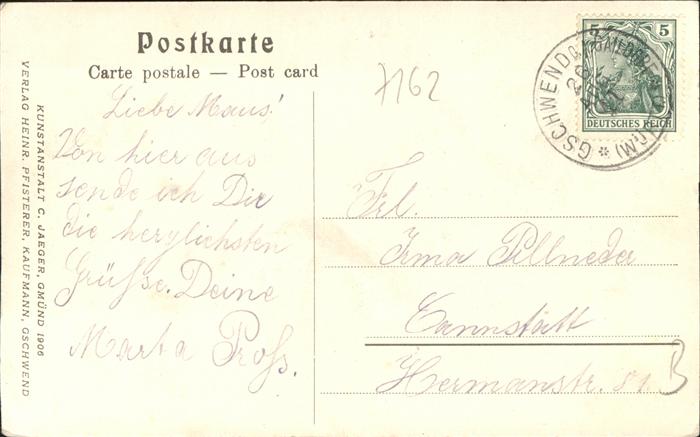 Postkarte
Carte postale — Post card
7162
Liebe Maus!
Von hier aus
sende ich Dir
die herzlichsten
Grüsse. Deine
Marta Pross.
Frl.
Irma Pillneder
Cannstatt
Hermannstr. 81. B
5 5
DEUTSCHES REICH
GSCHWEND
KUNSTANSTALT C. JAEGER, GMÜND 1906
VERLAG HEINR. PFISTERER, KAUFMANN, GSCHWEND